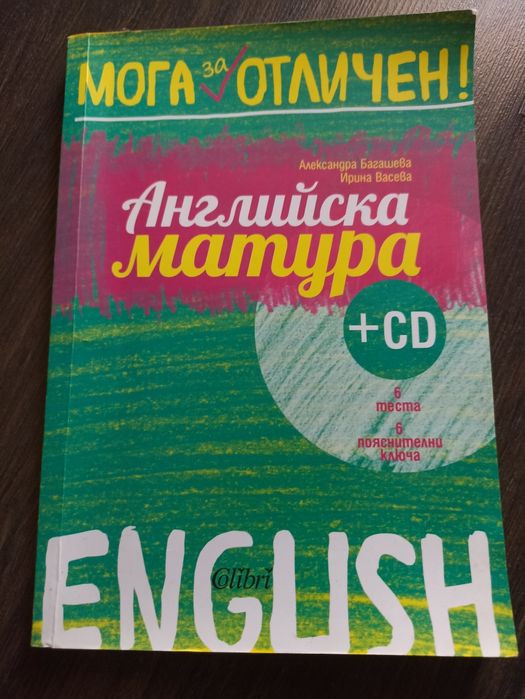 МОГА за ОТЛИЧЕН!
Александра Багашева
Ирина Васева
Английска
матура
+CD
6
теста
6
пояснителни
ключа
Colibri
ENGLISH